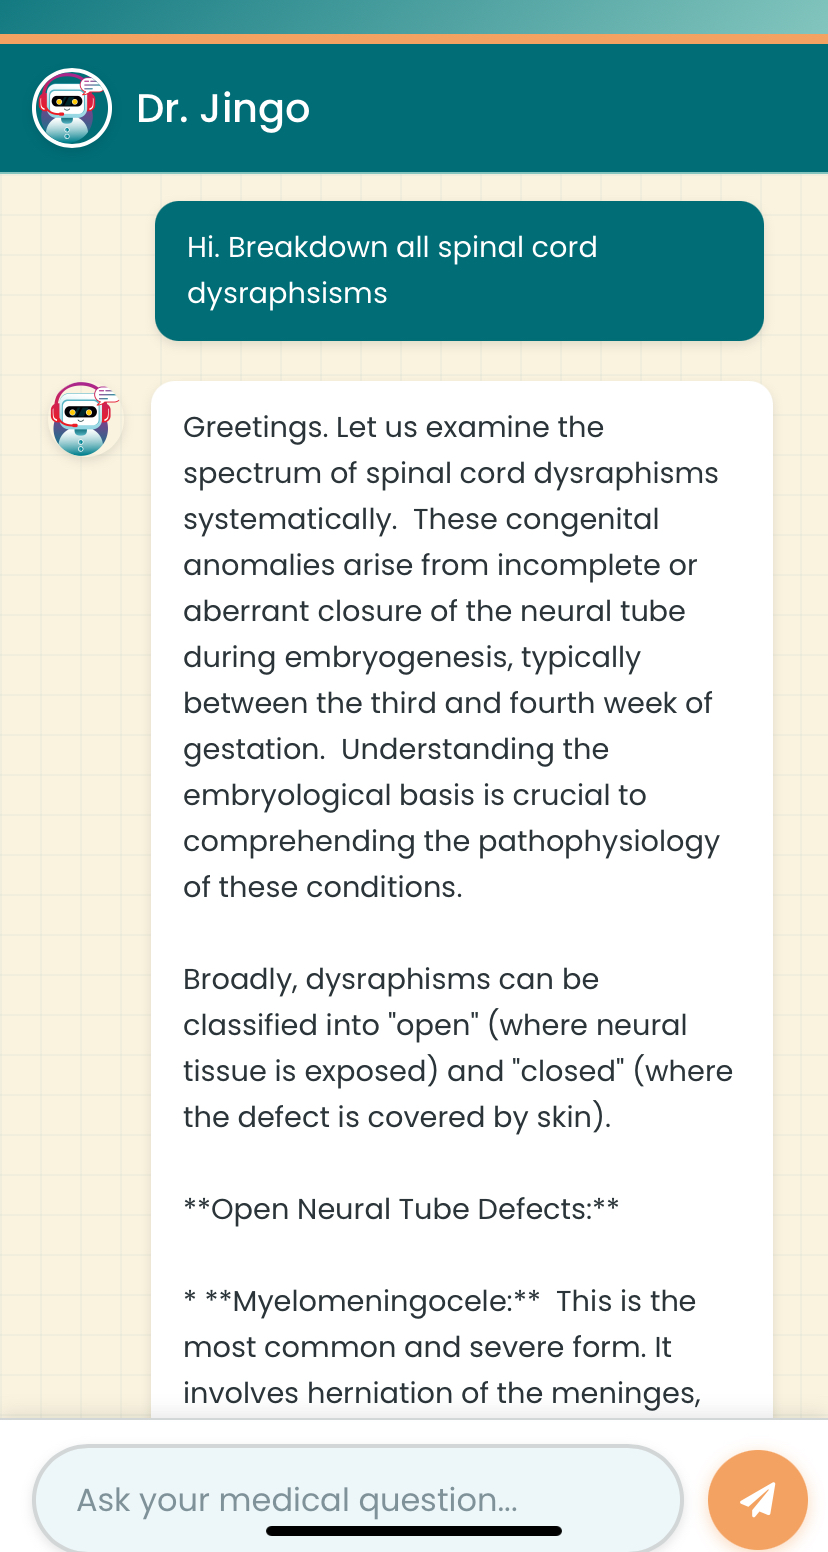 Dr. Jingo
Hi. Breakdown all spinal cord
dysraphsisms
Greetings. Let us examine the
spectrum of spinal cord dysraphisms
systematically.  These congenital
anomalies arise from incomplete or
aberrant closure of the neural tube
during embryogenesis, typically
between the third and fourth week of
gestation.  Understanding the
embryological basis is crucial to
comprehending the pathophysiology
of these conditions.
Broadly, dysraphisms can be
classified into "open" (where neural
tissue is exposed) and "closed" (where
the defect is covered by skin).
**Open Neural Tube Defects:**
* **Myelomeningocele:**  This is the
most common and severe form. It
involves herniation of the meninges,
Ask your medical question...